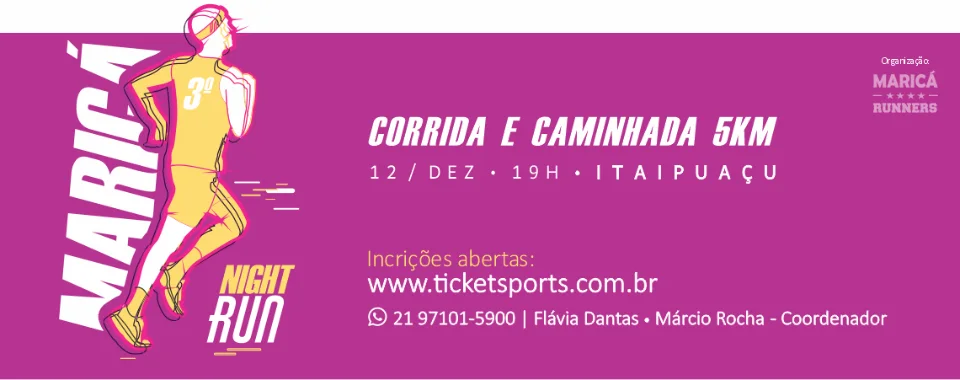 MARICÁ
3º
NIGHT
RUN
CORRIDA E CAMINHADA 5KM
12 / DEZ • 19H • ITAIPUAÇU
Incrições abertas:
www.ticketsports.com.br
21 97101-5900 | Flávia Dantas • Márcio Rocha - Coordenador
Organização:
MARICÁ
RUNNERS